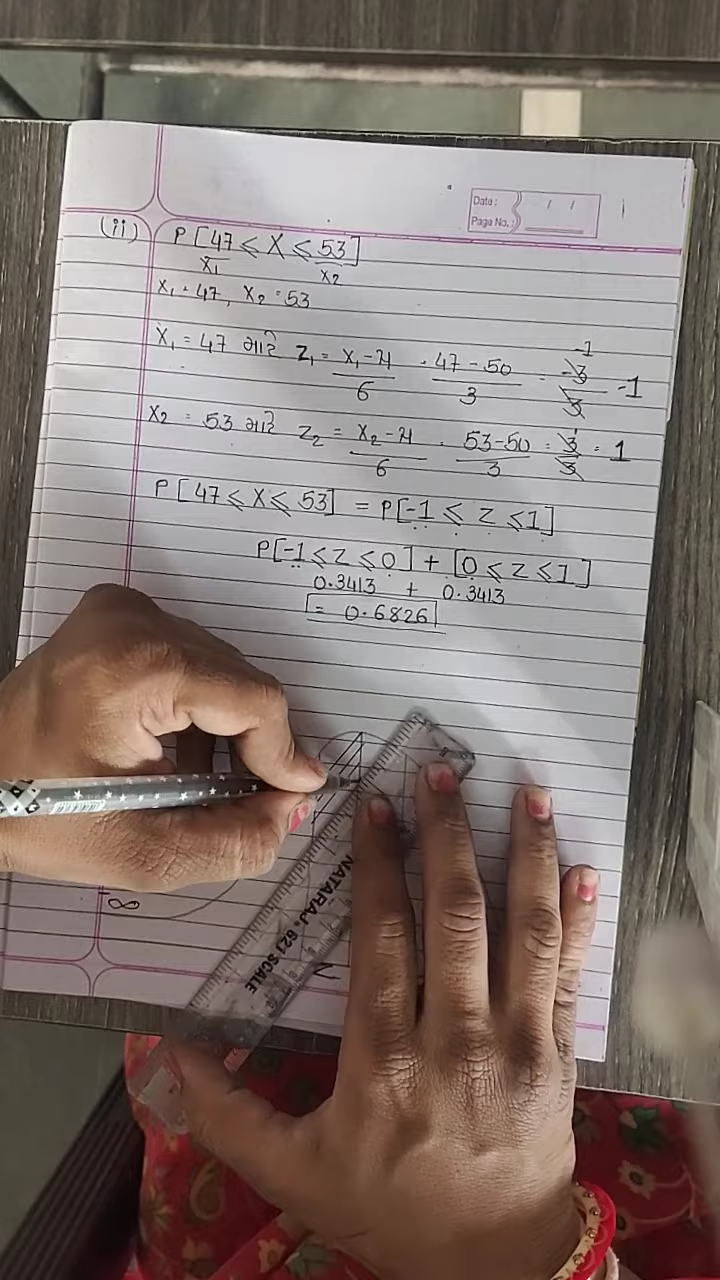 Date : / /
Page No. :
(ii) P [ 47 ≤ X ≤ 53 ]
X₁ X₂
X₁ = 47, X₂ = 53
X₁ = 47 માટે Z₁ = X₁ - μ / σ = 47 - 50 / 3 = -3 / 3 = -1
X₂ = 53 માટે Z₂ = X₂ - μ / σ = 53-50 / 3 = 3 / 3 = 1
P [ 47 ≤ X ≤ 53 ] = P[-1 ≤ Z ≤ 1]
P[-1 ≤ Z ≤ 0 ] + [0 ≤ Z ≤ 1]
0.3413 + 0.3413
= 0.6826
-∞
NATARAJ. 621 SCALE